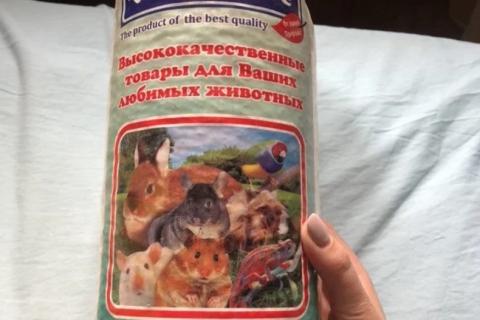 The product of the best quality
Высококачественные
товары для Ваших
любимых животных